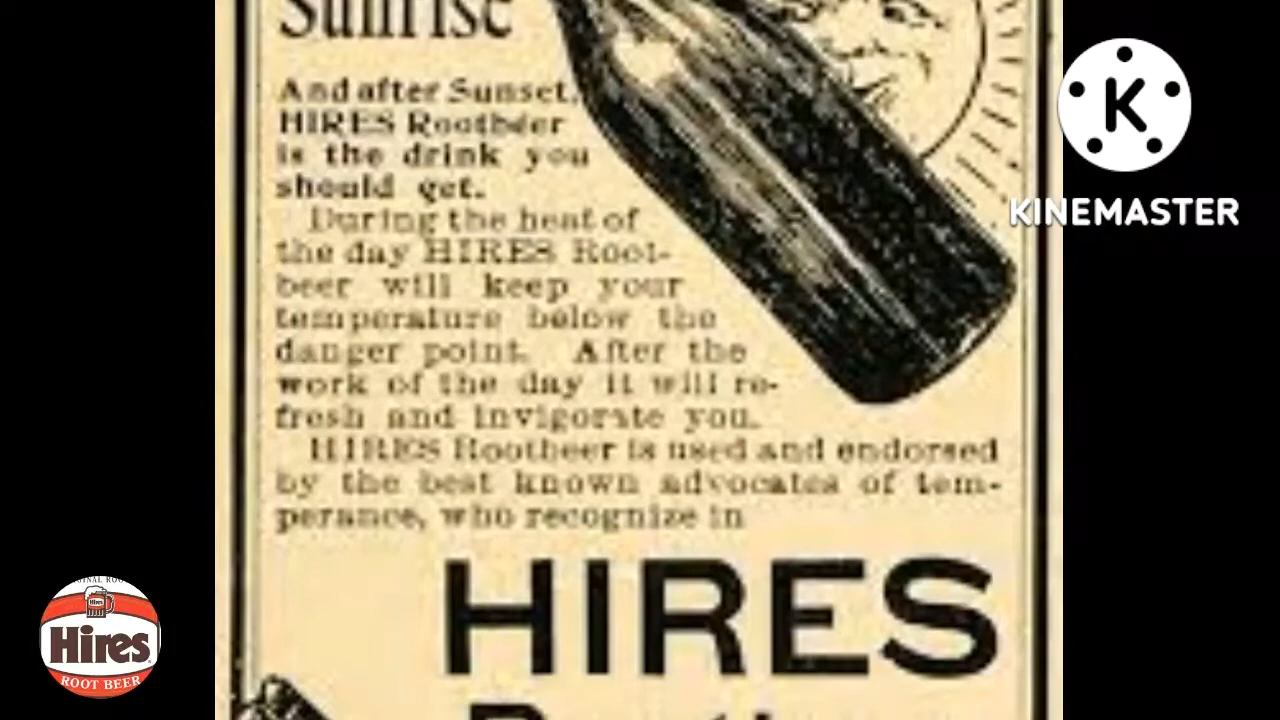 Sunrise
And after Sunset,
HIRES Rootbeer
is the drink you
should get.
During the heat of
the day HIRES Root-
beer will keep your
temperature below the
danger point. After the
work of the day it will re-
fresh and invigorate you.
HIRES Rootbeer is used and endorsed
by the best known advocates of tem-
perance, who recognize in
HIRES
KINEMASTER
Hires
Hires
ROOT BEER